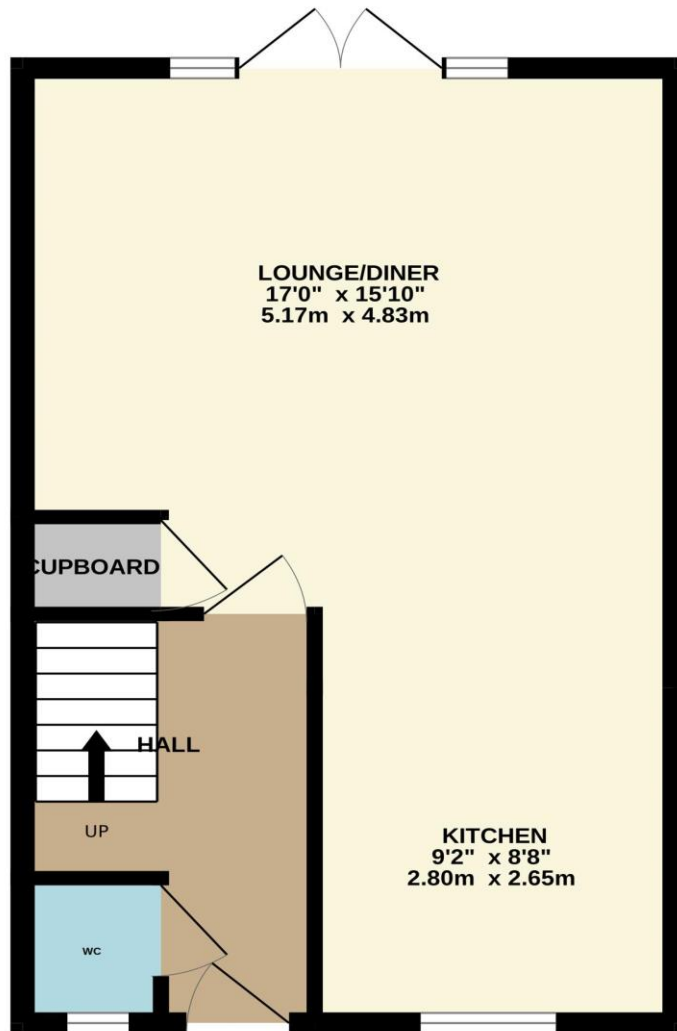 LOUNGE/DINER
17'0" x 15'10"
5.17m x 4.83m
CUPBOARD
HALL
UP
KITCHEN
9'2" x 8'8"
2.80m x 2.65m
WC